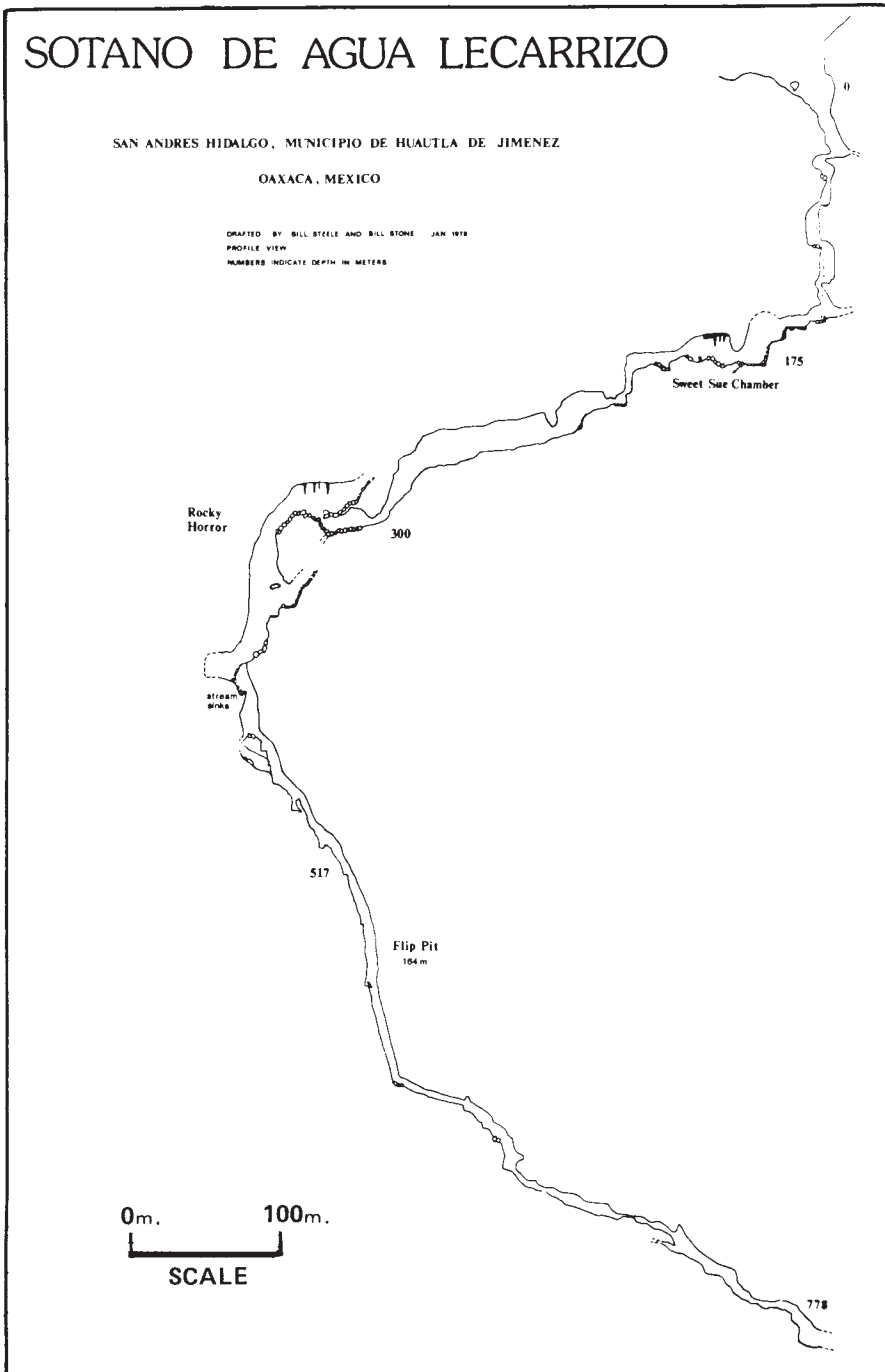 SOTANO DE AGUA LECARRIZO
SAN ANDRES HIDALGO, MUNICIPIO DE HUAUTLA DE JIMENEZ
OAXACA, MEXICO
DRAFTED BY BILL STEELE AND BILL STONE JAN 1978
PROFILE VIEW
NUMBERS INDICATE DEPTH IN METERS
0
175
Sweet Sue Chamber
Rocky
Horror
300
stream
sinks
517
Flip Pit
164 m
0m. 100m.
SCALE
778